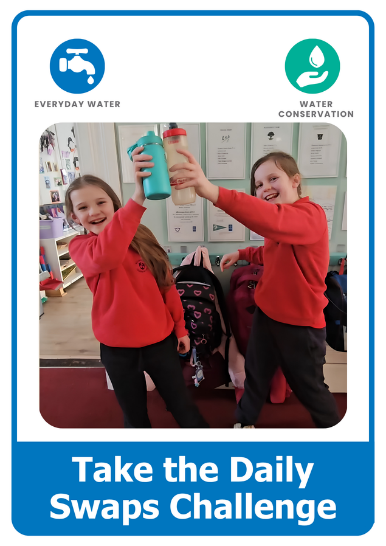 EVERYDAY WATER
WATER
CONSERVATION
Take the Daily
Swaps Challenge